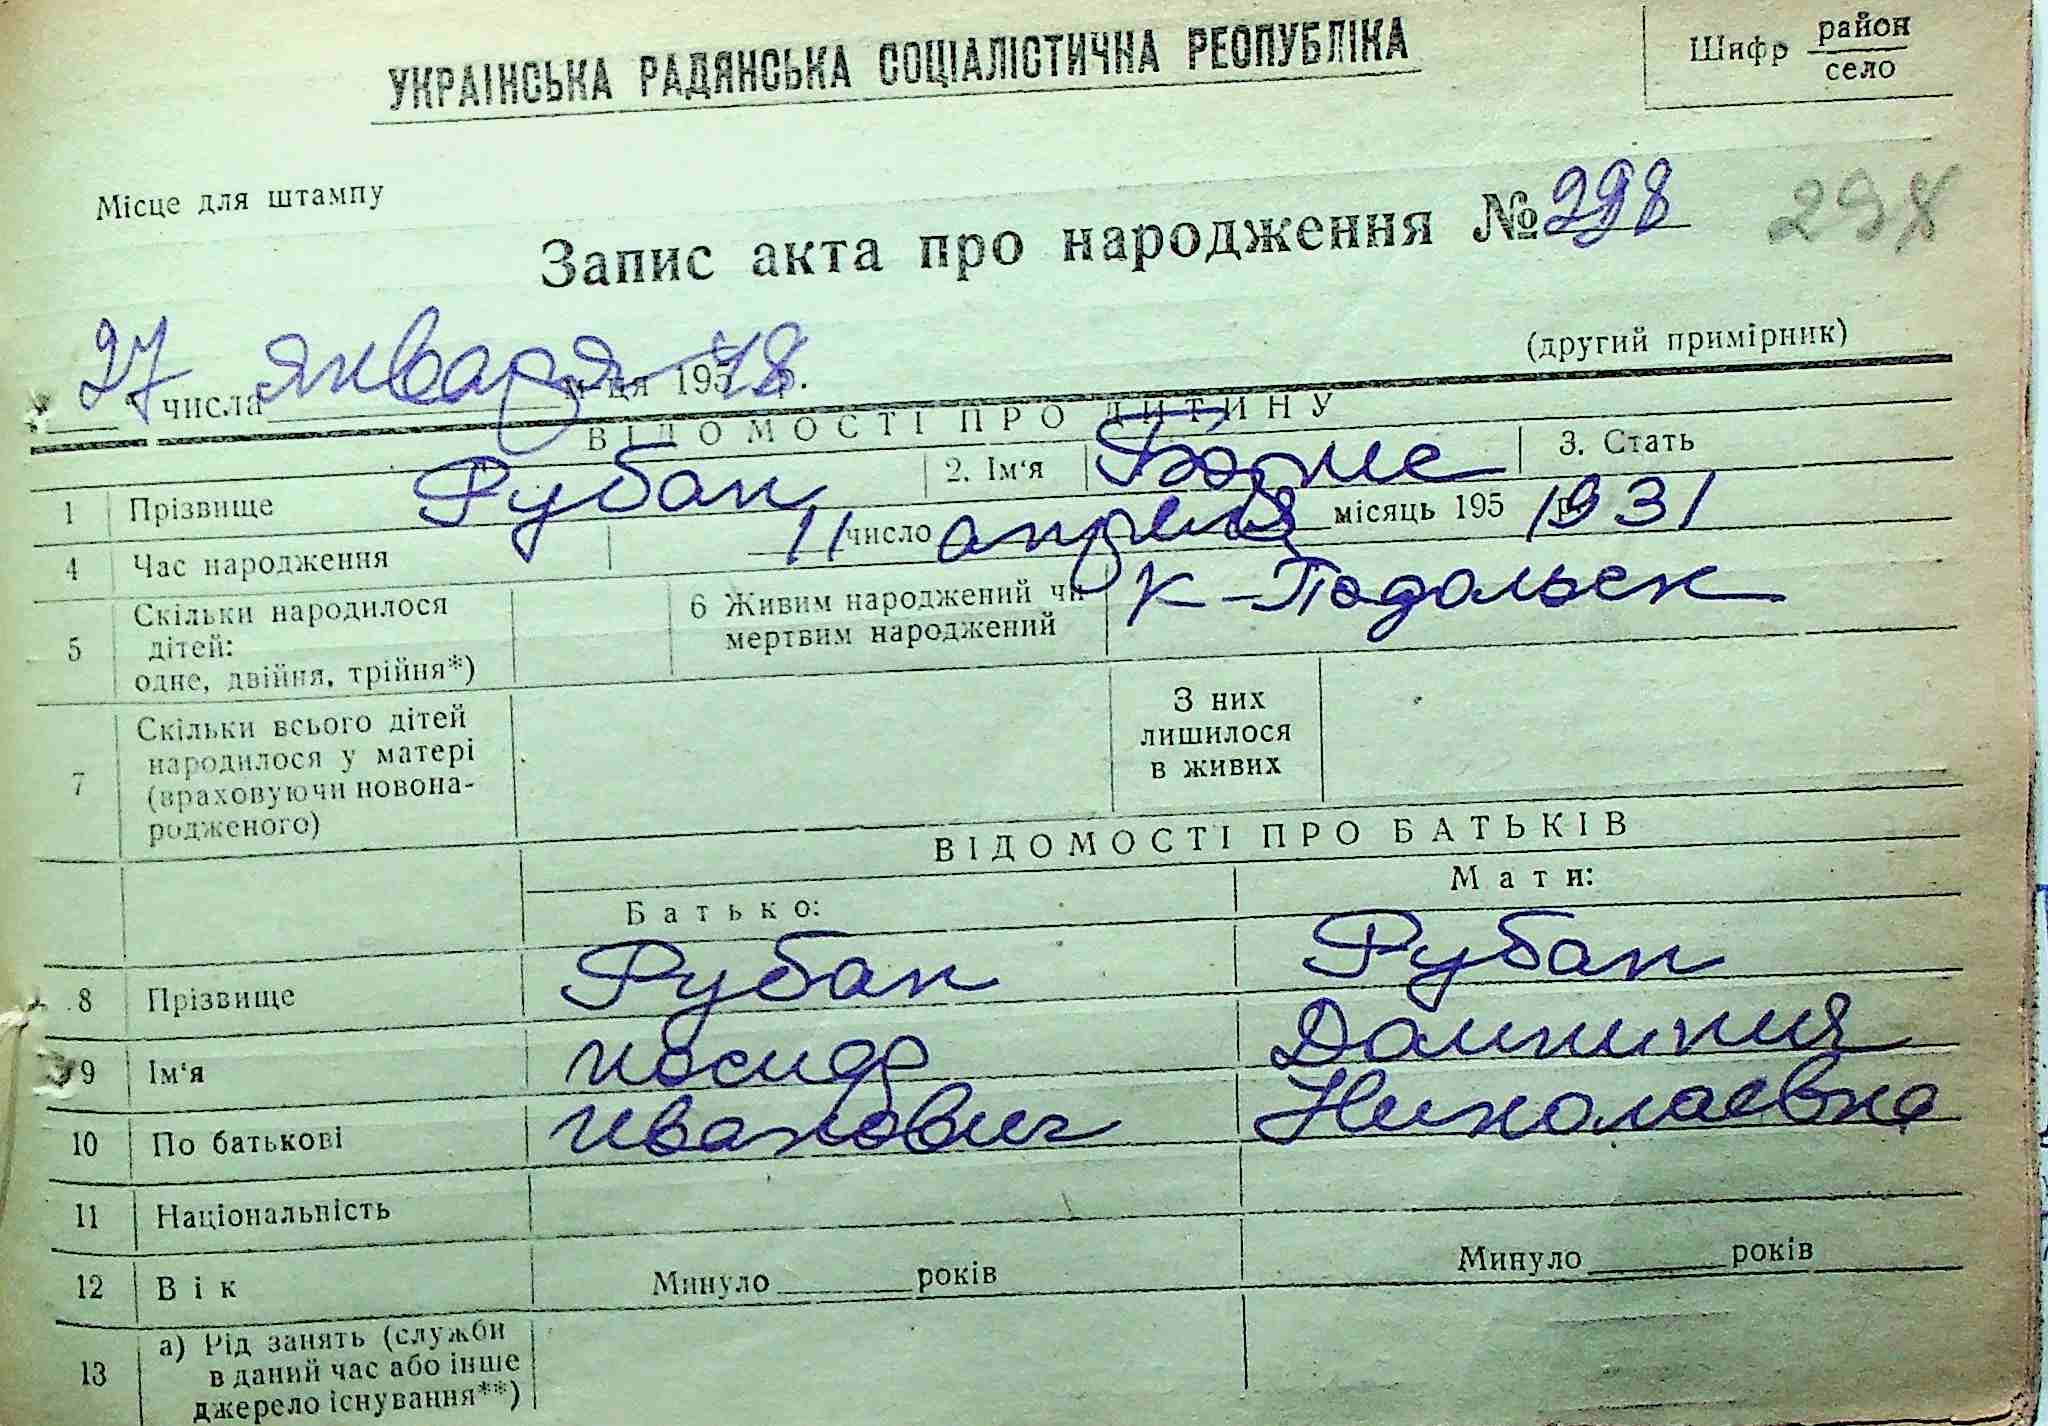 УКРАЇНСЬКА РАДЯНСЬКА СОЦІАЛІСТИЧНА РЕСПУБЛІКА
Шифр район
село
Місце для штампу
Запис акта про народження № 298 298
(другий примірник)
27 числа января м-ця 195 48 р.
ВІДОМОСТІ ПРО ДИТИНУ
1 Прізвище Рубан 2. Ім'я Борис 3. Стать
4 Час народження 11 число апреля місяць 195 1931
5 Скільки народилося
дітей:
одне, двійня, трійня*)
6 Живим народжений чи
мертвим народжений
К-Подольск
7 Скільки всього дітей
народилося у матері
(враховуючи новона-
родженого)
З них
лишилося
в живих
ВІДОМОСТІ ПРО БАТЬКІВ
Батько: Мати:
8 Прізвище Рубан Рубан
9 Ім'я Иосиф Домникия
10 По батькові Иванович Николаевна
11 Національність
12 Вік Минуло років Минуло років
13 а) Рід занять (служби
в даний час або інше
джерело існування**)